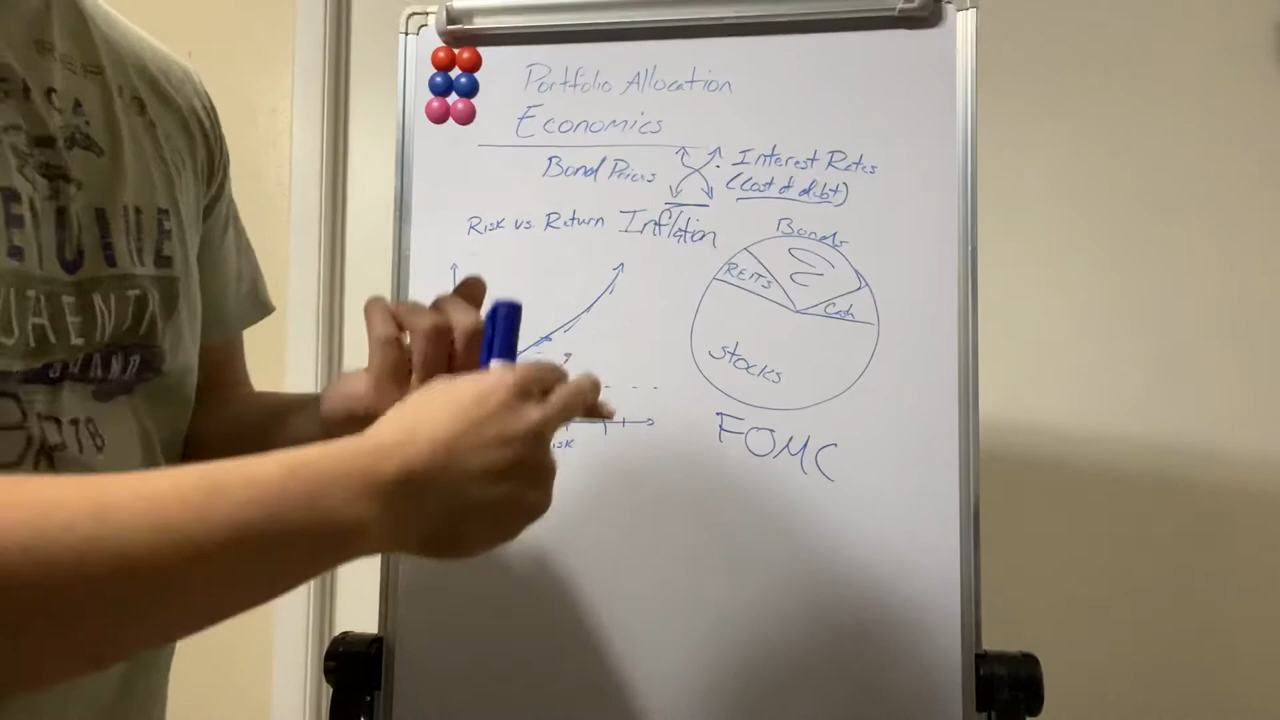 Portfolio Allocation
Economics
Bond Prices
Interest Rates
(cost of debt)
Risk vs. Return
Inflation
Bonds
REITs
Cash
Stocks
FOMC